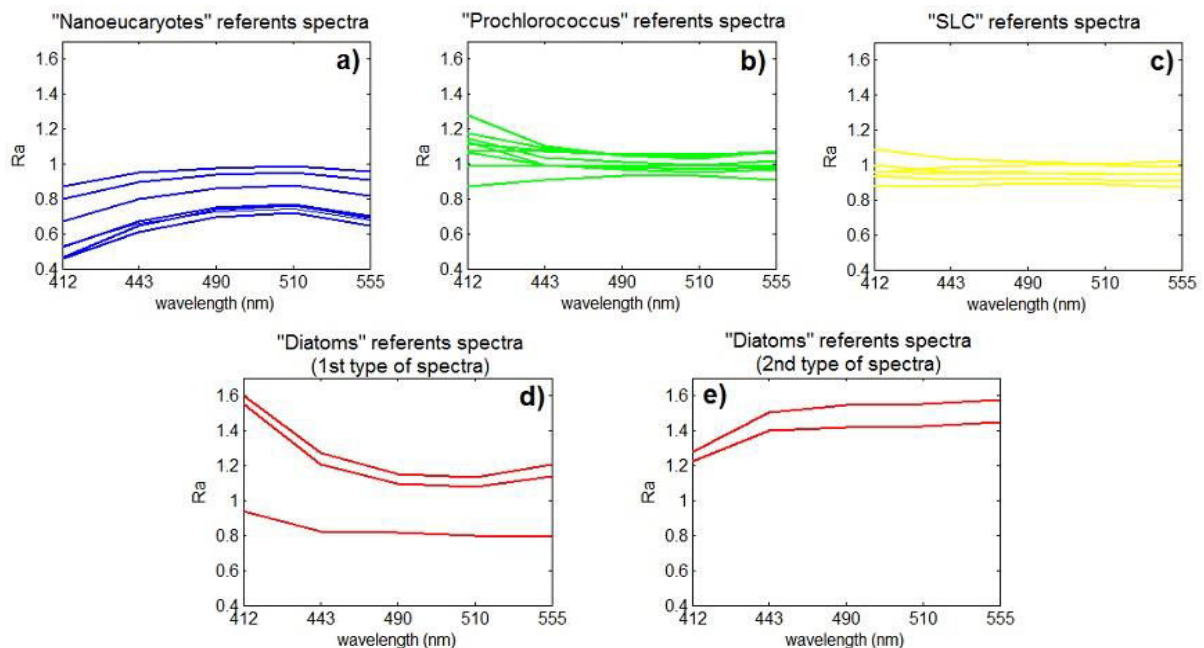 "Nanoeucaryotes" referents spectra
a)
1.6
1.4
1.2
1
0.8
0.6
0.4
Ra
412 443 490 510 555
wavelength (nm)
"Prochlorococcus" referents spectra
b)
1.6
1.4
1.2
1
0.8
0.6
0.4
Ra
412 443 490 510 555
wavelength (nm)
"SLC" referents spectra
c)
1.6
1.4
1.2
1
0.8
0.6
0.4
Ra
412 443 490 510 555
wavelength (nm)
"Diatoms" referents spectra
(1st type of spectra)
d)
1.6
1.4
1.2
1
0.8
0.6
0.4
Ra
412 443 490 510 555
wavelength (nm)
"Diatoms" referents spectra
(2nd type of spectra)
e)
1.6
1.4
1.2
1
0.8
0.6
0.4
Ra
412 443 490 510 555
wavelength (nm)